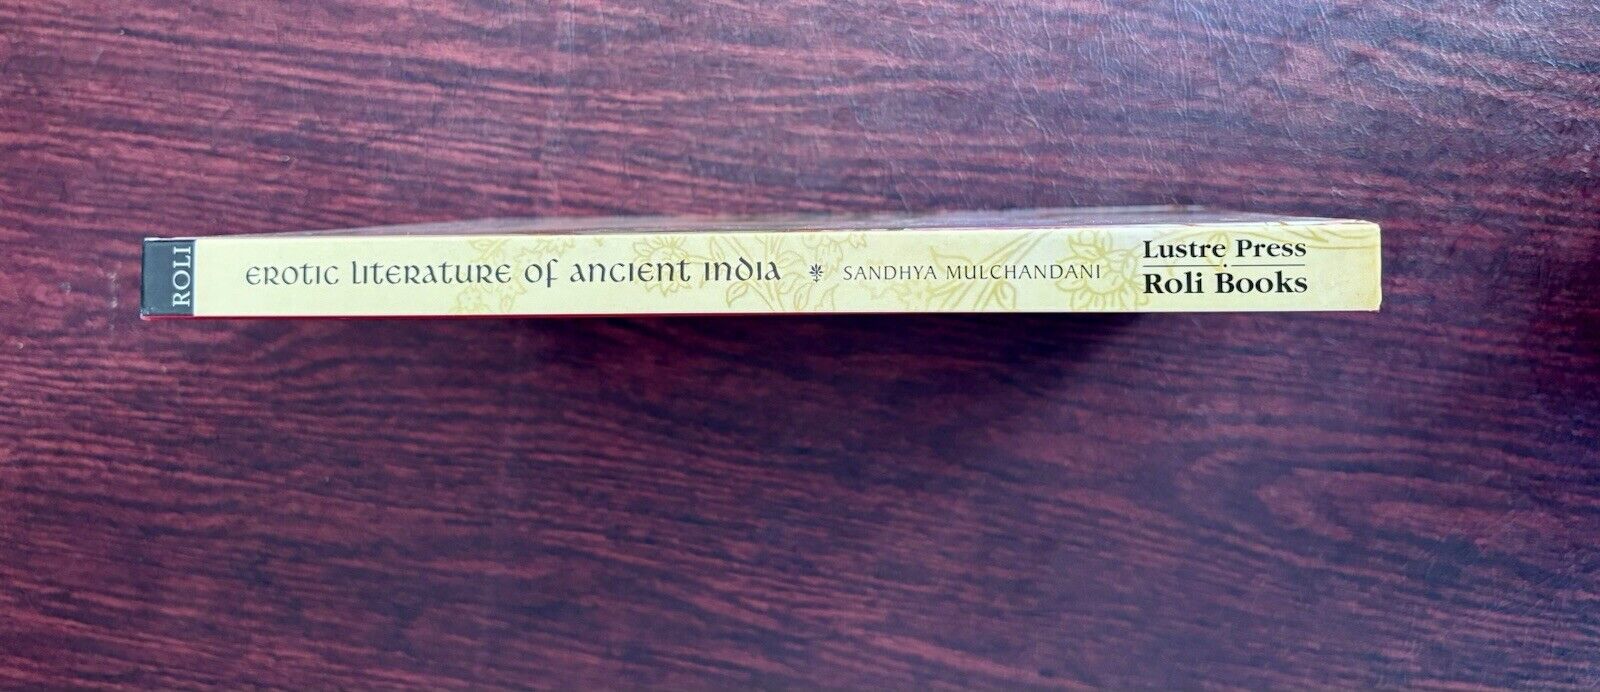 ROLI
EROTIC LITERATURE OF ANCIENT INDIA
SANDHYA MULCHANDANI
Lustre Press
Roli Books